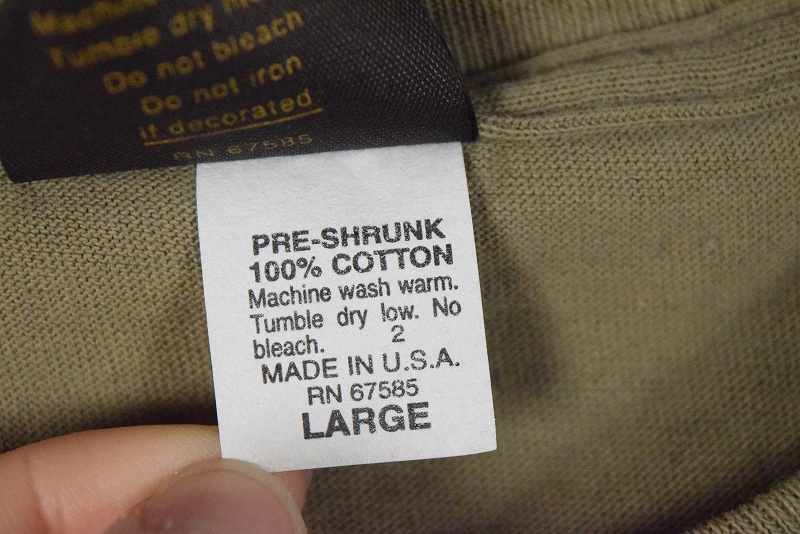 Machine
Tumble dry
Do not bleach
Do not iron
if decorated
RN 67585
PRE-SHRUNK
100% COTTON
Machine wash warm.
Tumble dry low. No
bleach. 2
MADE IN U.S.A.
RN 67585
LARGE